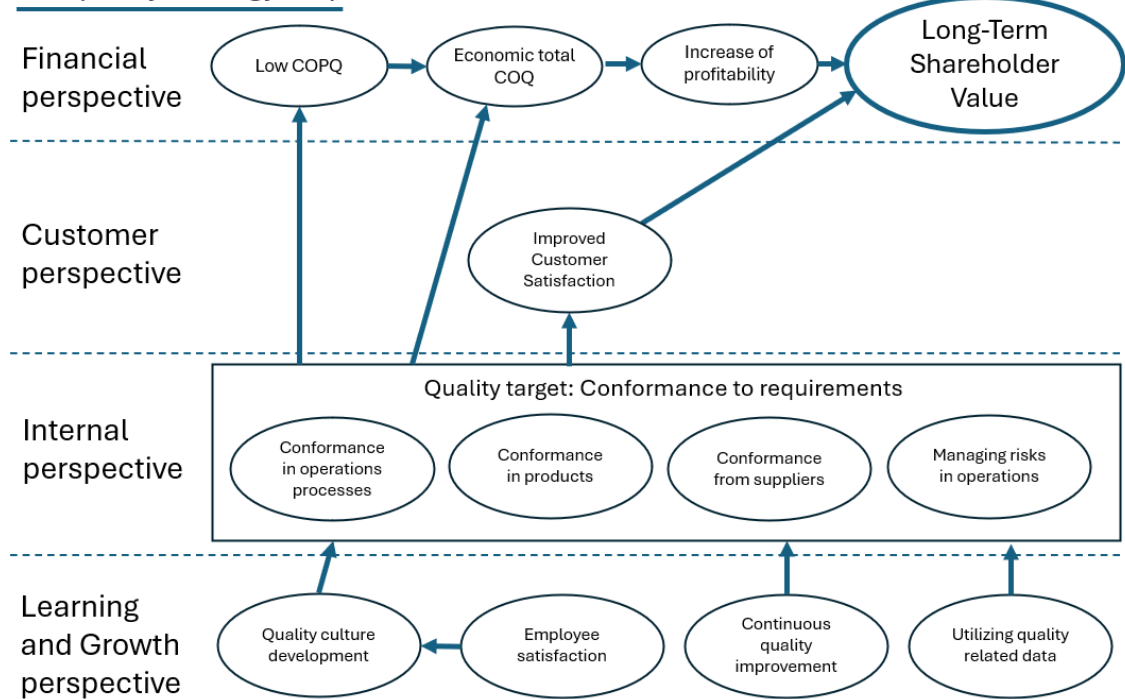 Financial
perspective
Low COPQ
Economic total
COQ
Increase of
profitability
Long-Term
Shareholder
Value
Customer
perspective
Improved
Customer
Satisfaction
Internal
perspective
Quality target: Conformance to requirements
Conformance
in operations
processes
Conformance
in products
Conformance
from suppliers
Managing risks
in operations
Learning
and Growth
perspective
Quality culture
development
Employee
satisfaction
Continuous
quality
improvement
Utilizing quality
related data